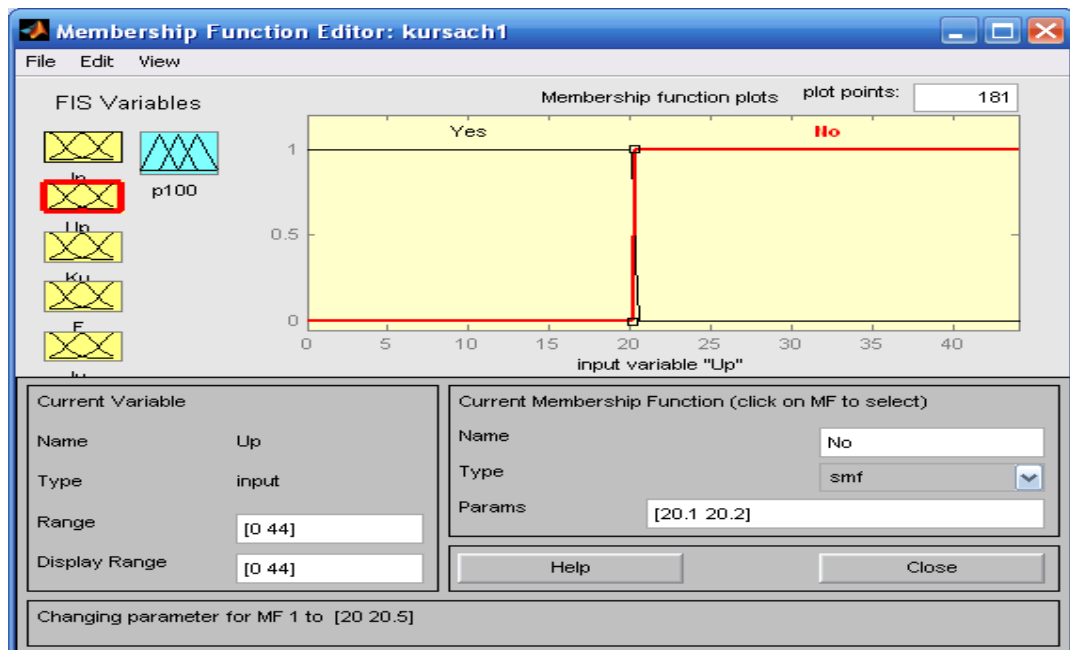 Membership Function Editor: kursach1
File Edit View
FIS Variables
Membership function plots
plot points:
181
p100
Up
Ku
F
Yes
No
1
0.5
0
0 5 10 15 20 25 30 35 40
input variable "Up"
Current Variable
Name Up
Type input
Range [0 44]
Display Range [0 44]
Current Membership Function (click on MF to select)
Name No
Type smf
Params [20.1 20.2]
Help Close
Changing parameter for MF 1 to [20 20.5]